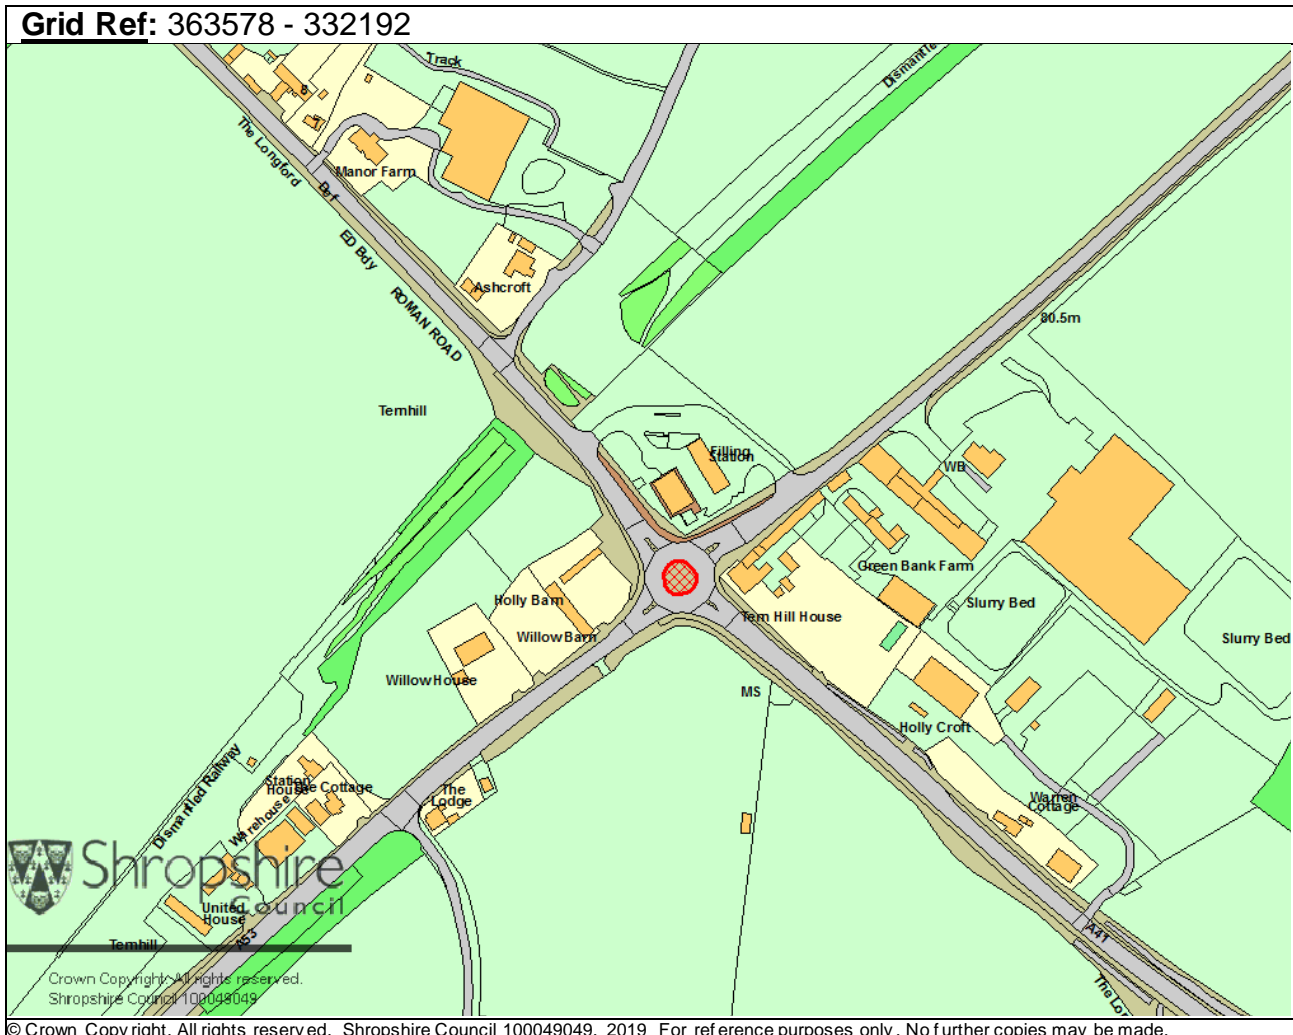 Grid Ref: 363578 - 332192
Track
8
7
The Longford
Manor Farm
Def
ED Bdy
ROMAN ROAD
Ashcroft
80.5m
Ternhill
Filling
Station
WB
Green Bank Farm
Slurry Bed
Slurry Bed
Holly Barn
Willow Barn
Tern Hill House
Willow House
MS
Holly Croft
Dismantled Railway
Station
House
The Cottage
Warehouse
The
Lodge
Warren
Cottage
Shropshire
Council
United
House
Ternhill
A53
A41
Crown Copyright. All rights reserved.
Shropshire Council 100049049
© Crown Copyright. All rights reserved. Shropshire Council 100049049. 2019 For reference purposes only. No further copies may be made.